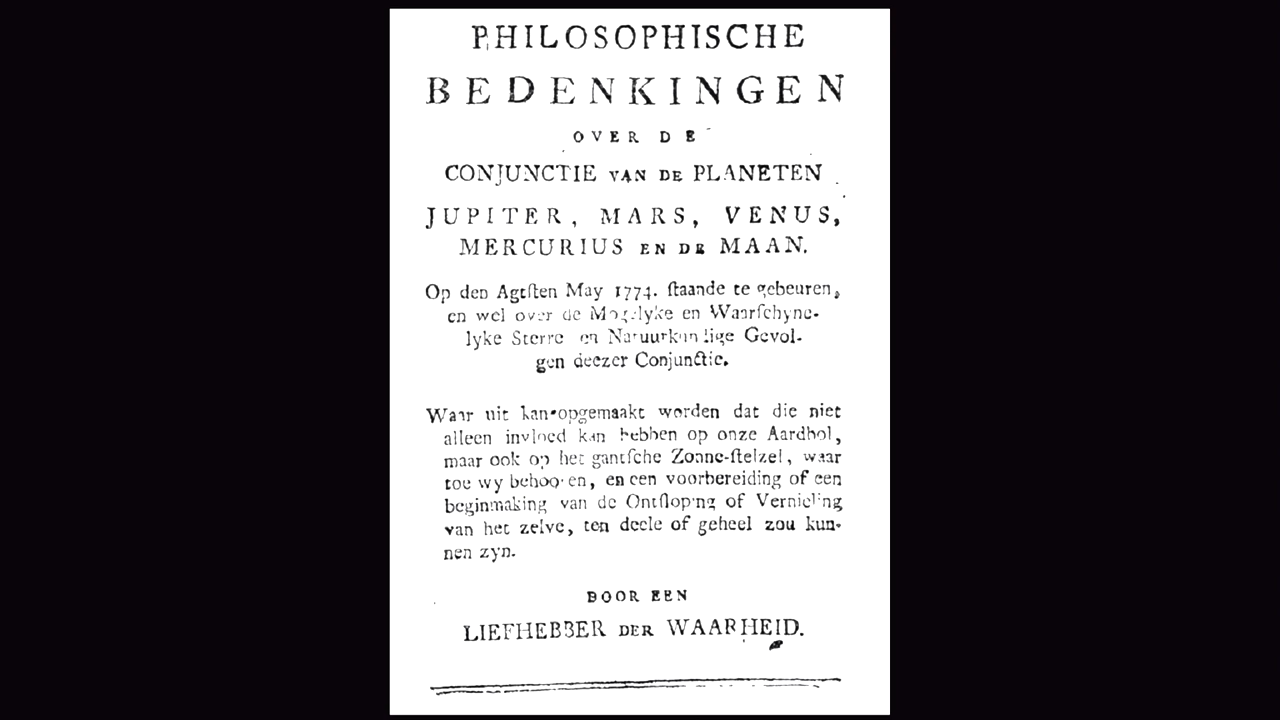 PHILOSOPHISCHE
BEDENKINGEN
OVER DE
CONJUNCTIE VAN DE PLANETEN
JUPITER, MARS, VENUS,
MERCURIUS EN DE MAAN.
Op den Agtſten May 1774. ſtaande te gebeuren,
en wel over de Mogelyke en Waarſchyne-
lyke Sterre en Natuurkundige Gevol-
gen deezer Conjunctie.
Waar uit kan opgemaakt worden dat die niet
alleen invloed kan hebben op onze Aardbol,
maar ook op het gantſche Zonne-ſtelzel, waar
toe wy behooren, en een voorbereiding of een
beginmaking van de Ontſloping of Vernieling
van het zelve, ten deele of geheel zou kun-
nen zyn.
DOOR EEN
LIEFHEBBER DER WAARHEID.